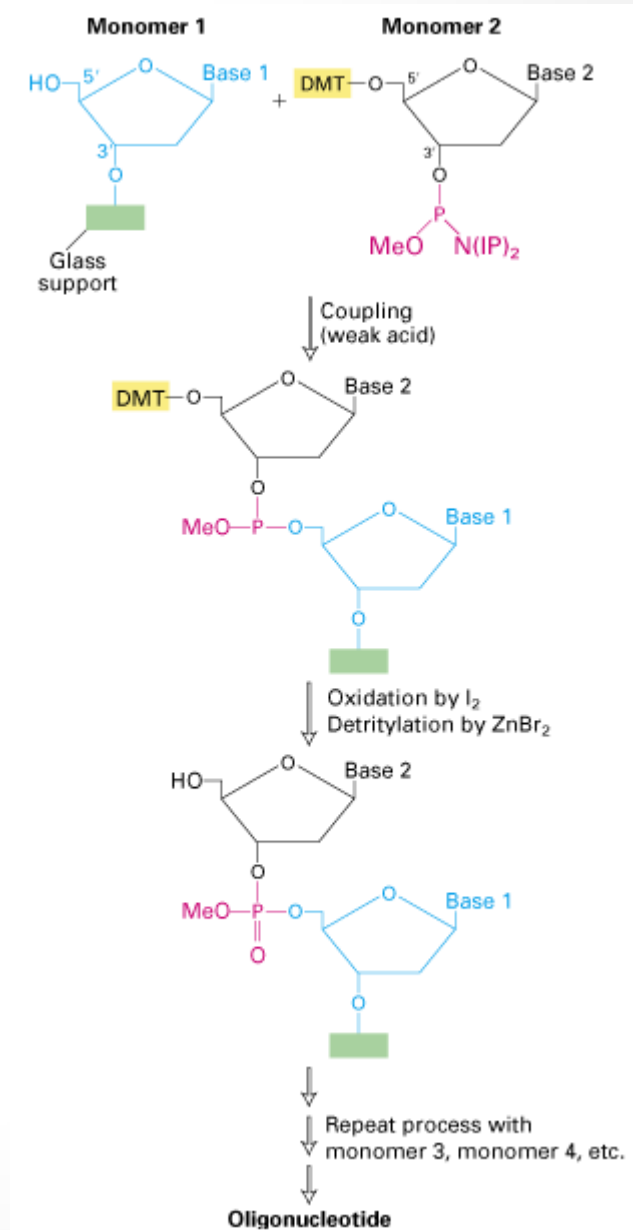 Monomer 1
Monomer 2
HO
5'
O
Base 1
3'
O
Glass
support
+
DMT–O
5'
O
Base 2
3'
O
P
MeO
N(IP)₂
Coupling
(weak acid)
DMT–O
O
Base 2
O
MeO–P–O
O
Base 1
O
Oxidation by I₂
Detritylation by ZnBr₂
HO
O
Base 2
O
MeO–P–O
O
O
Base 1
O
Repeat process with
monomer 3, monomer 4, etc.
Oligonucleotide